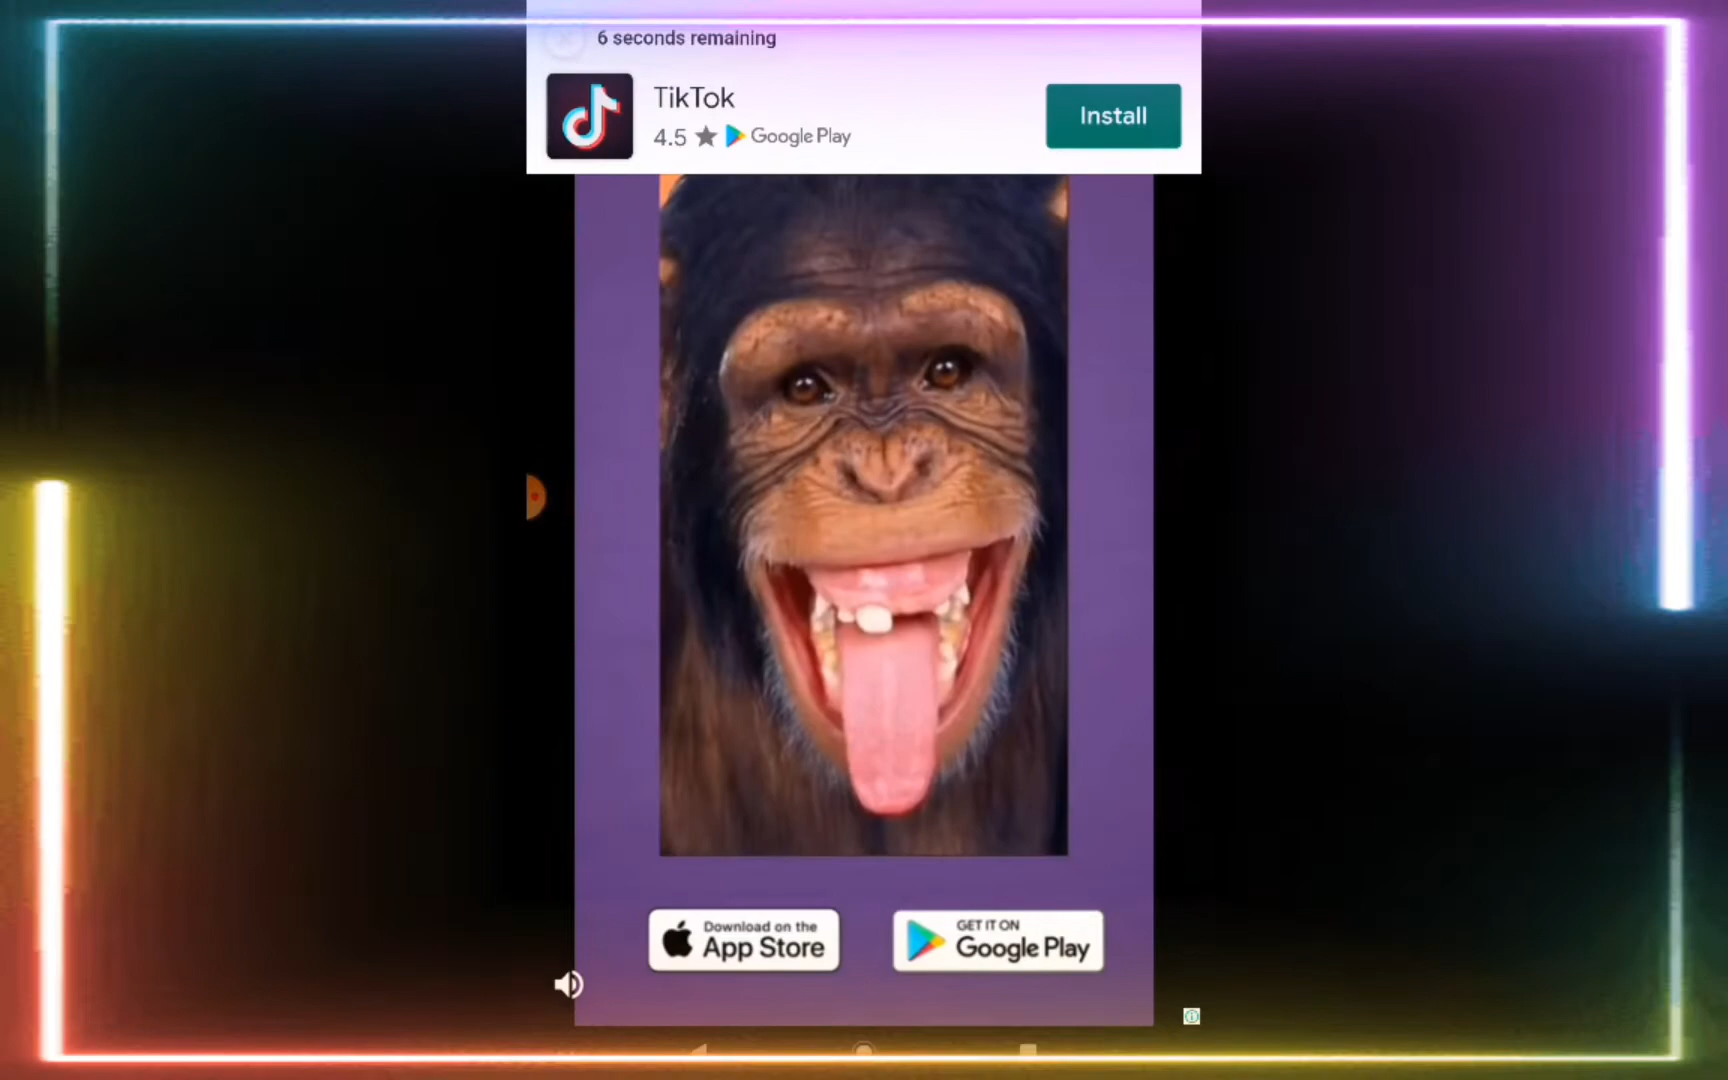 6 seconds remaining
TikTok
4.5 ★ Google Play
Install
Download on the
App Store
GET IT ON
Google Play